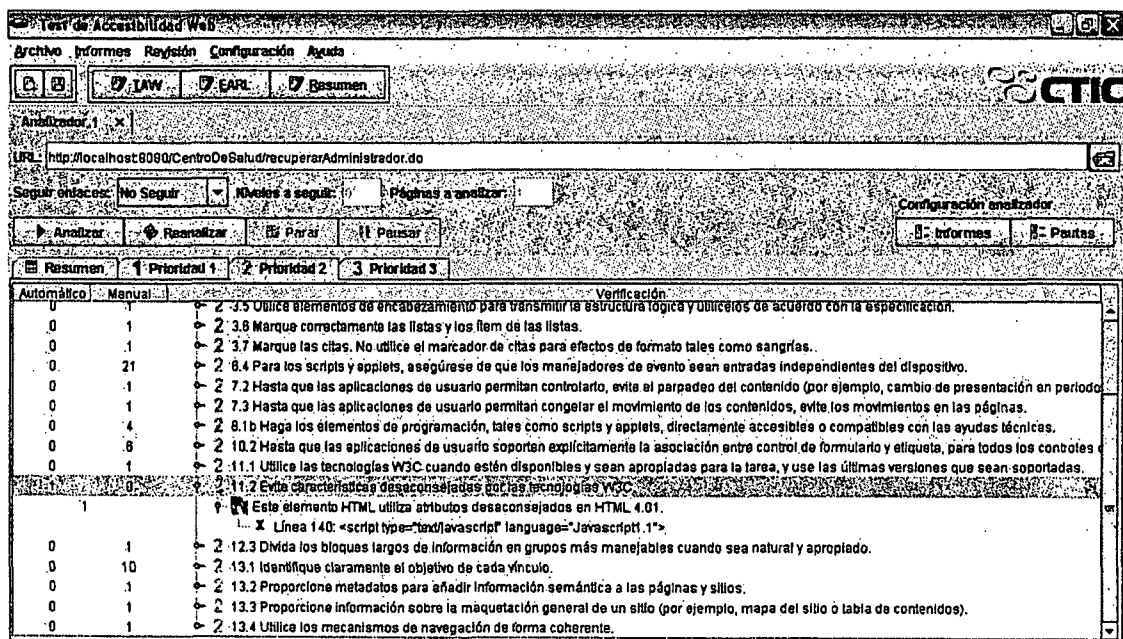 Test de Accesibilidad Web
Archivo Informes Revisión Configuración Ayuda
TAW EARL Resumen
CTIC
Analizador 1 x
URL: http://localhost:8080/CentroDeSalud/recuperarAdministrador.do
Seguir enlaces: No Seguir Niveles a seguir: 0 Páginas a analizar: 1
Configuración analizador
Analizar Reanalizar Parar Pausar Informes Pautas
Resumen 1 Prioridad 1 2 Prioridad 2 3 Prioridad 3
Automático Manual Verificación
0 1 2 3.5 Utilice elementos de encabezamiento para transmitir la estructura lógica y utilícelos de acuerdo con la especificación.
0 1 2 3.6 Marque correctamente las listas y los ítem de las listas.
0 1 2 3.7 Marque las citas. No utilice el marcador de citas para efectos de formato tales como sangrías.
0 21 2 6.4 Para los scripts y applets, asegúrese de que los manejadores de evento sean entradas independientes del dispositivo.
0 1 2 7.2 Hasta que las aplicaciones de usuario permitan controlarlo, evite el parpadeo del contenido (por ejemplo, cambio de presentación en periodo
0 1 2 7.3 Hasta que las aplicaciones de usuario permitan congelar el movimiento de los contenidos, evite los movimientos en las páginas.
0 4 2 8.1b Haga los elementos de programación, tales como scripts y applets, directamente accesibles o compatibles con las ayudas técnicas.
0 6 2 10.2 Hasta que las aplicaciones de usuario soporten explícitamente la asociación entre control de formulario y etiqueta, para todos los controles
0 1 2 11.1 Utilice las tecnologías W3C cuando estén disponibles y sean apropiadas para la tarea, y use las últimas versiones que sean soportadas.
1 0 2 11.2 Evite características desaconsejadas por las tecnologías W3C
1 Este elemento HTML utiliza atributos desaconsejados en HTML 4.01.
X Línea 140: <script type="text/javascript" language="Javascript1.1">
0 1 2 12.3 Divida los bloques largos de información en grupos más manejables cuando sea natural y apropiado.
0 10 2 13.1 Identifique claramente el objetivo de cada vínculo.
0 1 2 13.2 Proporcione metadatos para añadir información semántica a las páginas y sitios.
0 1 2 13.3 Proporcione información sobre la maquetación general de un sitio (por ejemplo, mapa del sitio o tabla de contenidos).
0 1 2 13.4 Utilice los mecanismos de navegación de forma coherente.